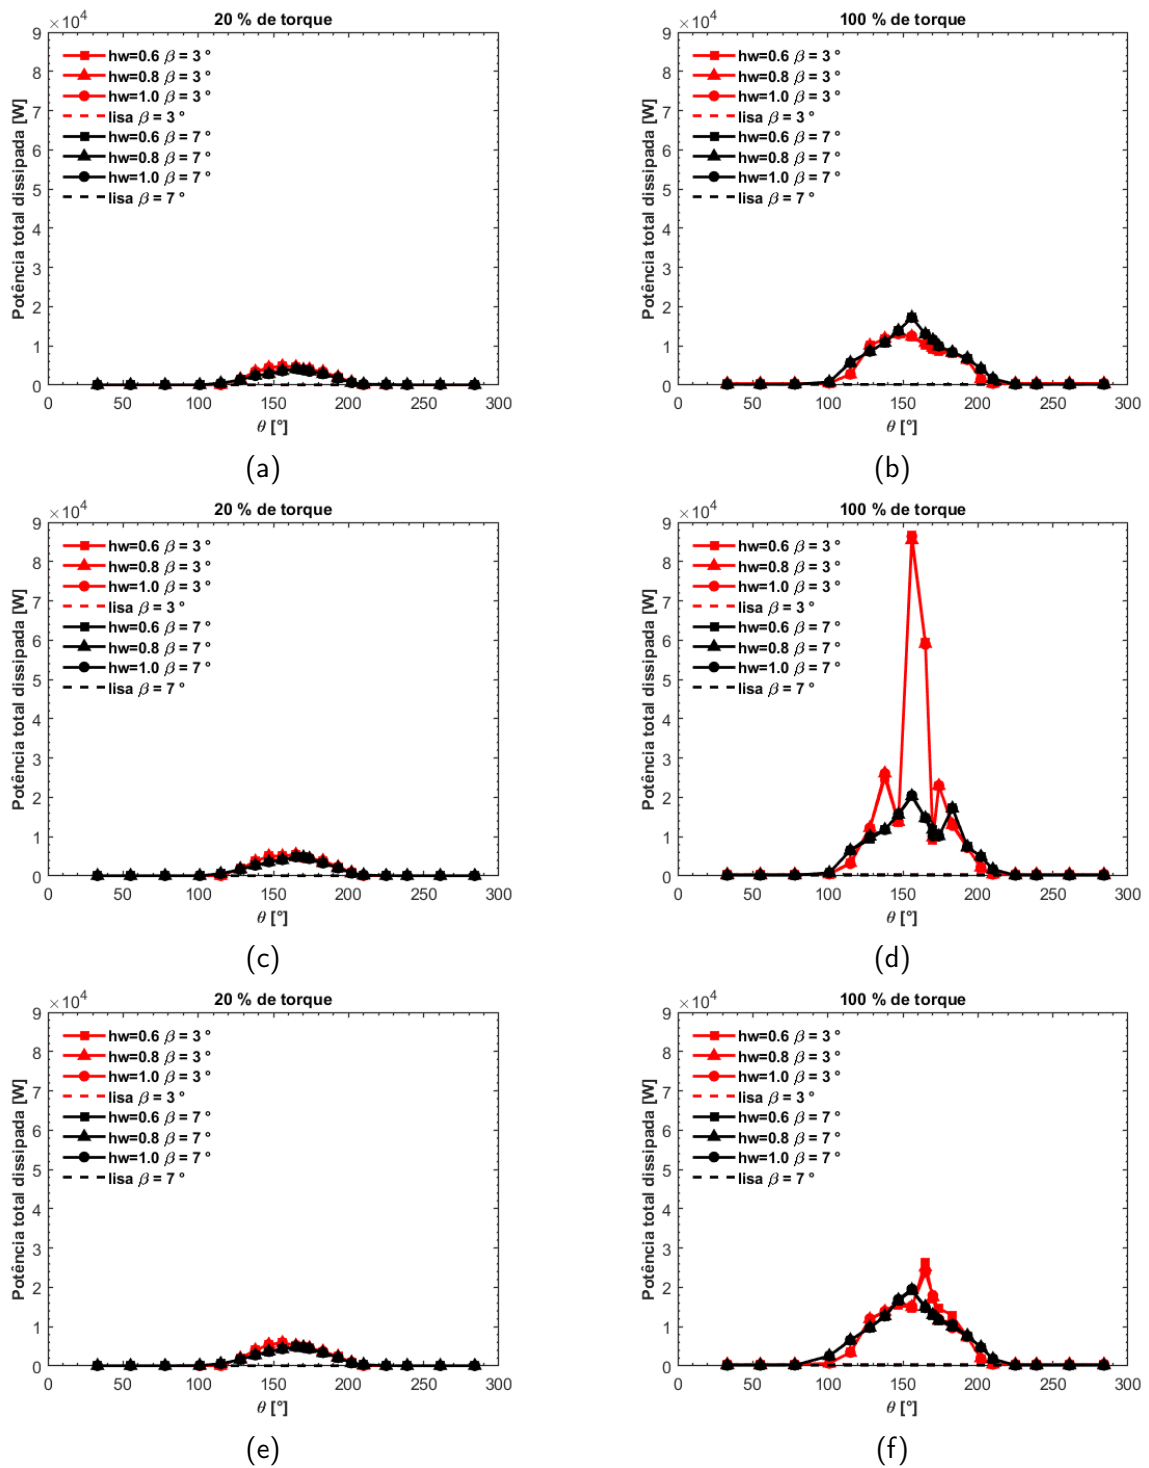 20 % de torque
×10⁴
9
8
7
6
5
4
3
2
1
0
Potência total dissipada [W]
hw=0.6 β = 3 °
hw=0.8 β = 3 °
hw=1.0 β = 3 °
lisa β = 3 °
hw=0.6 β = 7 °
hw=0.8 β = 7 °
hw=1.0 β = 7 °
lisa β = 7 °
0 50 100 150 200 250 300
θ [°]
(a)
100 % de torque
×10⁴
9
8
7
6
5
4
3
2
1
0
Potência total dissipada [W]
hw=0.6 β = 3 °
hw=0.8 β = 3 °
hw=1.0 β = 3 °
lisa β = 3 °
hw=0.6 β = 7 °
hw=0.8 β = 7 °
hw=1.0 β = 7 °
lisa β = 7 °
0 50 100 150 200 250 300
θ [°]
(b)
20 % de torque
×10⁴
9
8
7
6
5
4
3
2
1
0
Potência total dissipada [W]
hw=0.6 β = 3 °
hw=0.8 β = 3 °
hw=1.0 β = 3 °
lisa β = 3 °
hw=0.6 β = 7 °
hw=0.8 β = 7 °
hw=1.0 β = 7 °
lisa β = 7 °
0 50 100 150 200 250 300
θ [°]
(c)
100 % de torque
×10⁴
9
8
7
6
5
4
3
2
1
0
Potência total dissipada [W]
hw=0.6 β = 3 °
hw=0.8 β = 3 °
hw=1.0 β = 3 °
lisa β = 3 °
hw=0.6 β = 7 °
hw=0.8 β = 7 °
hw=1.0 β = 7 °
lisa β = 7 °
0 50 100 150 200 250 300
θ [°]
(d)
20 % de torque
×10⁴
9
8
7
6
5
4
3
2
1
0
Potência total dissipada [W]
hw=0.6 β = 3 °
hw=0.8 β = 3 °
hw=1.0 β = 3 °
lisa β = 3 °
hw=0.6 β = 7 °
hw=0.8 β = 7 °
hw=1.0 β = 7 °
lisa β = 7 °
0 50 100 150 200 250 300
θ [°]
(e)
100 % de torque
×10⁴
9
8
7
6
5
4
3
2
1
0
Potência total dissipada [W]
hw=0.6 β = 3 °
hw=0.8 β = 3 °
hw=1.0 β = 3 °
lisa β = 3 °
hw=0.6 β = 7 °
hw=0.8 β = 7 °
hw=1.0 β = 7 °
lisa β = 7 °
0 50 100 150 200 250 300
θ [°]
(f)